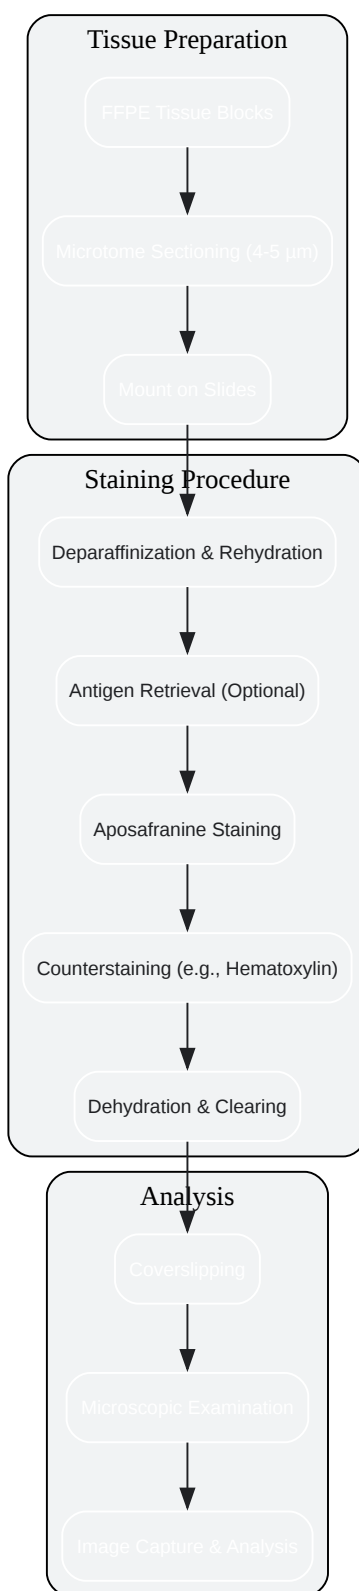 Tissue Preparation
FFPE Tissue Blocks
Microtome Sectioning (4-5 µm)
Mount on Slides
Staining Procedure
Deparaffinization & Rehydration
Antigen Retrieval (Optional)
Aposafranine Staining
Counterstaining (e.g., Hematoxylin)
Dehydration & Clearing
Analysis
Coverslipping
Microscopic Examination
Image Capture & Analysis